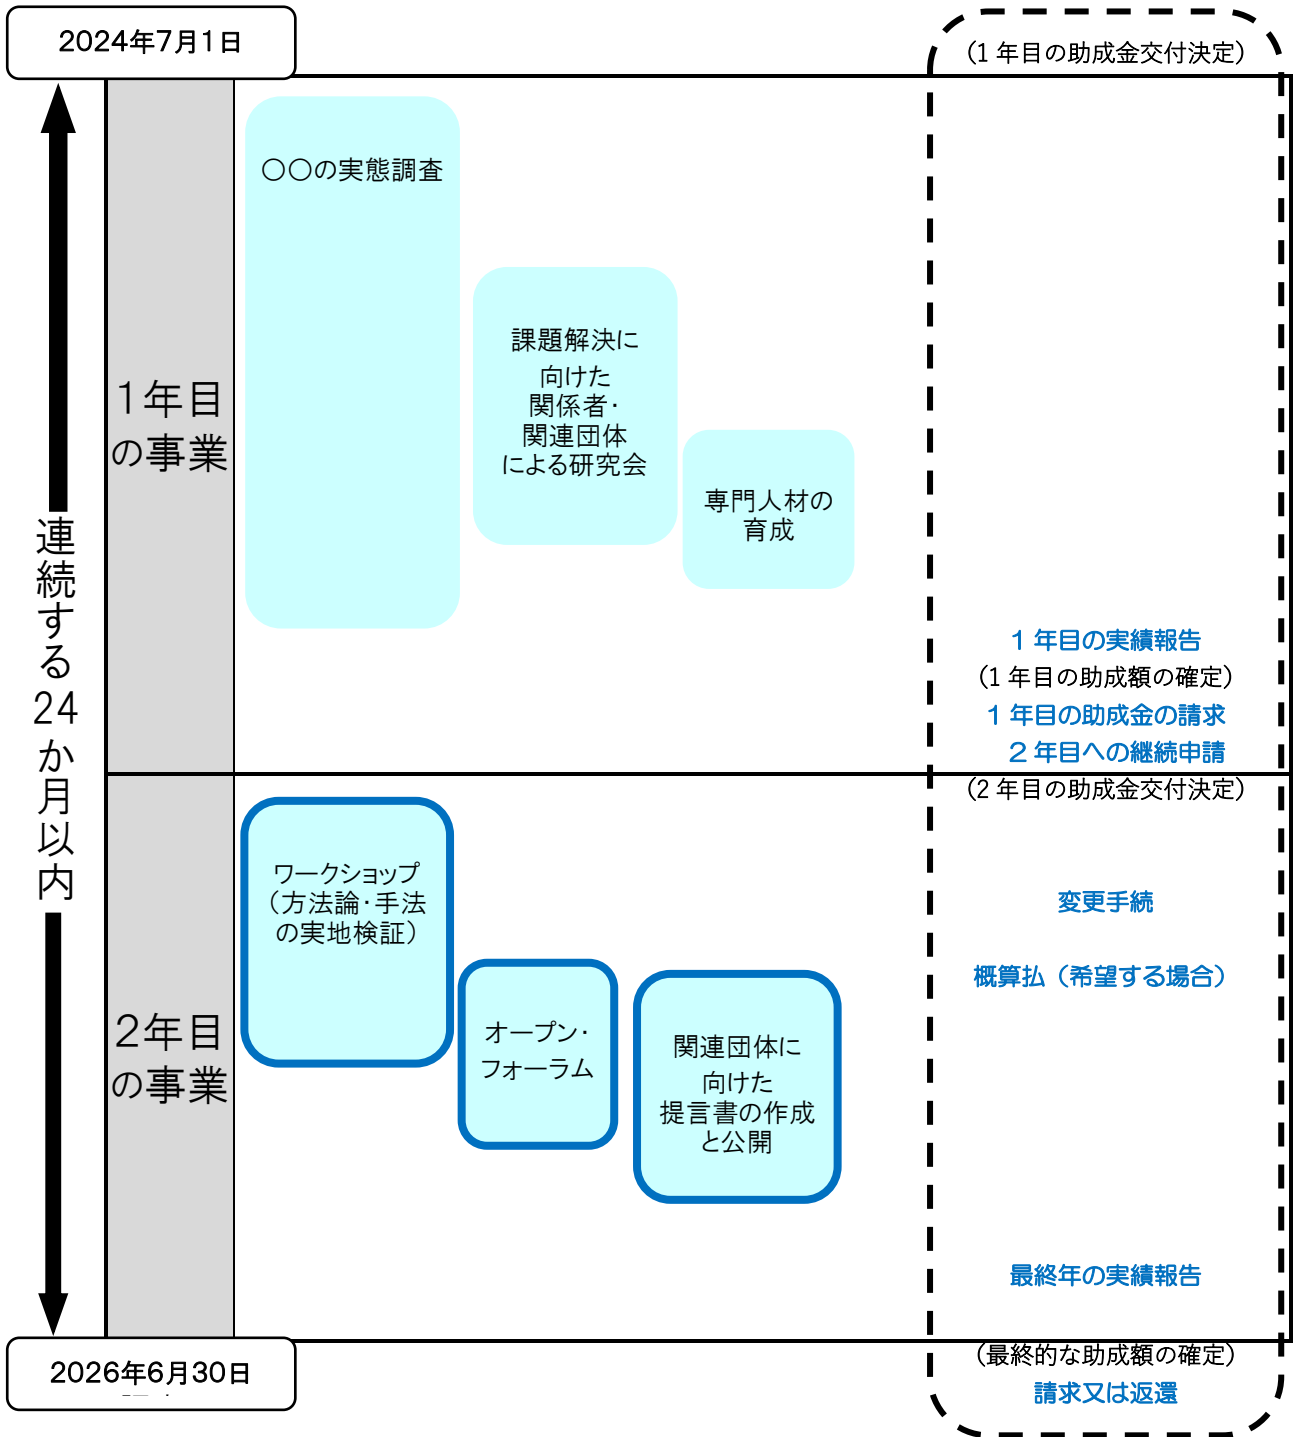 2024年7月1日
(1年目の助成金交付決定)
連続する24か月以内
1年目
の事業
〇〇の実態調査
課題解決に
向けた
関係者・
関連団体
による研究会
専門人材の
育成
1年目の実績報告
(1年目の助成額の確定)
1年目の助成金の請求
2年目への継続申請
(2年目の助成金交付決定)
2年目
の事業
ワークショップ
(方法論・手法
の実地検証)
オープン・
フォーラム
関連団体に
向けた
提言書の作成
と公開
変更手続
概算払(希望する場合)
最終年の実績報告
(最終的な助成額の確定)
請求又は返還
2026年6月30日